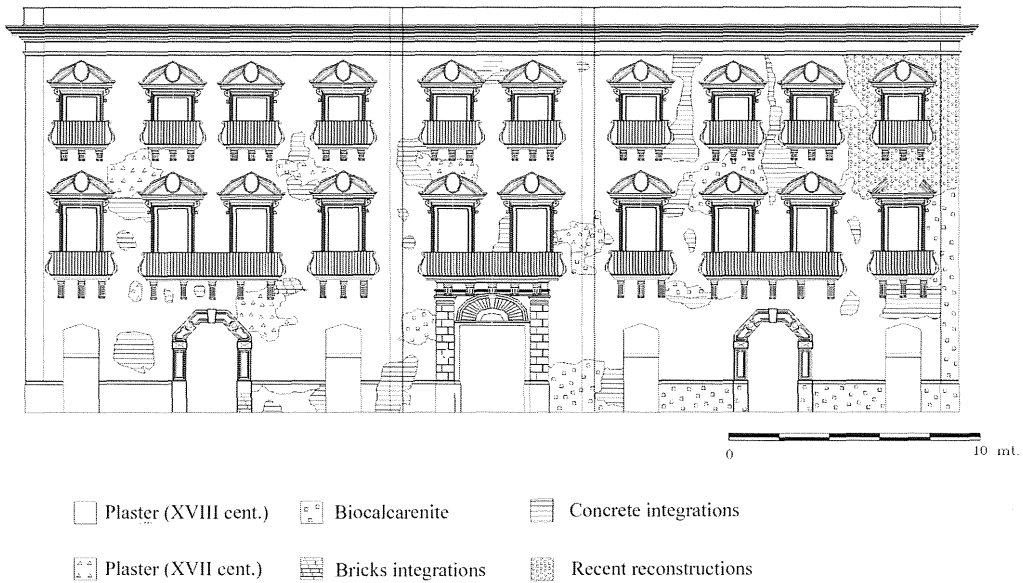 0 10 mt.
Plaster (XVIII cent.) Biocalcarenite Concrete integrations
Plaster (XVII cent.) Bricks integrations Recent reconstructions